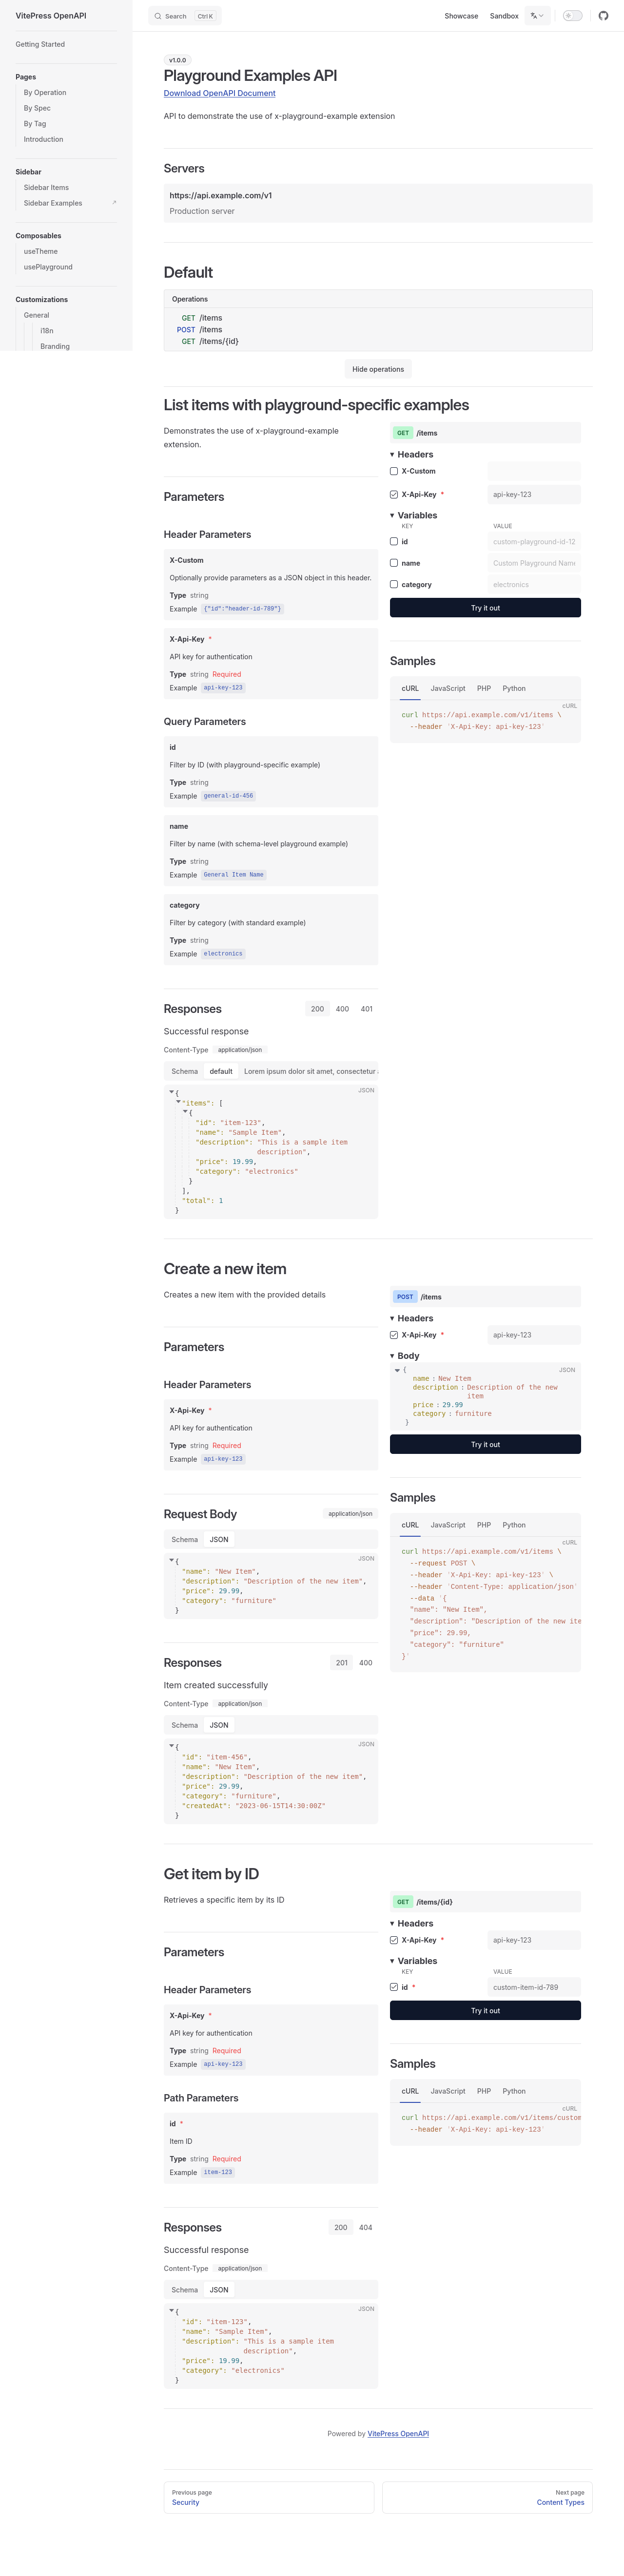 VitePress OpenAPI
Getting Started
Pages
By Operation
By Spec
By Tag
Introduction
Sidebar
Sidebar Items
Sidebar Examples
Composables
useTheme
usePlayground
Customizations
General
i18n
Branding
Search Ctrl K
Showcase Sandbox
v1.0.0
Playground Examples API
Download OpenAPI Document
API to demonstrate the use of x-playground-example extension
Servers
https://api.example.com/v1
Production server
Default
Operations
GET /items
POST /items
GET /items/{id}
Hide operations
List items with playground-specific examples
Demonstrates the use of x-playground-example
extension.
Parameters
Header Parameters
X-Custom
Optionally provide parameters as a JSON object in this header.
Type string
Example {"id":"header-id-789"}
X-Api-Key *
API key for authentication
Type string Required
Example api-key-123
Query Parameters
id
Filter by ID (with playground-specific example)
Type string
Example general-id-456
name
Filter by name (with schema-level playground example)
Type string
Example General Item Name
category
Filter by category (with standard example)
Type string
Example electronics
Responses 200 400 401
Successful response
Content-Type application/json
Schema default Lorem ipsum dolor sit amet, consectetur
JSON
{
"items": [
{
"id": "item-123",
"name": "Sample Item",
"description": "This is a sample item
description",
"price": 19.99,
"category": "electronics"
}
],
"total": 1
}
GET /items
Headers
X-Custom
X-Api-Key * api-key-123
Variables
KEY VALUE
id custom-playground-id-12
name Custom Playground Name
category electronics
Try it out
Samples
cURL JavaScript PHP Python
cURL
curl https://api.example.com/v1/items \
--header 'X-Api-Key: api-key-123'
Create a new item
Creates a new item with the provided details
Parameters
Header Parameters
X-Api-Key *
API key for authentication
Type string Required
Example api-key-123
Request Body application/json
Schema JSON
JSON
{
"name": "New Item",
"description": "Description of the new item",
"price": 29.99,
"category": "furniture"
}
Responses 201 400
Item created successfully
Content-Type application/json
Schema JSON
JSON
{
"id": "item-456",
"name": "New Item",
"description": "Description of the new item",
"price": 29.99,
"category": "furniture",
"createdAt": "2023-06-15T14:30:00Z"
}
POST /items
Headers
X-Api-Key * api-key-123
Body
JSON
{
name : New Item
description : Description of the new
item
price : 29.99
category : furniture
}
Try it out
Samples
cURL JavaScript PHP Python
cURL
curl https://api.example.com/v1/items \
--request POST \
--header 'X-Api-Key: api-key-123' \
--header 'Content-Type: application/json'
--data '{
"name": "New Item",
"description": "Description of the new ite
"price": 29.99,
"category": "furniture"
}'
Get item by ID
Retrieves a specific item by its ID
Parameters
Header Parameters
X-Api-Key *
API key for authentication
Type string Required
Example api-key-123
Path Parameters
id *
Item ID
Type string Required
Example item-123
Responses 200 404
Successful response
Content-Type application/json
Schema JSON
JSON
{
"id": "item-123",
"name": "Sample Item",
"description": "This is a sample item
description",
"price": 19.99,
"category": "electronics"
}
GET /items/{id}
Headers
X-Api-Key * api-key-123
Variables
KEY VALUE
id * custom-item-id-789
Try it out
Samples
cURL JavaScript PHP Python
cURL
curl https://api.example.com/v1/items/custom
--header 'X-Api-Key: api-key-123'
Powered by VitePress OpenAPI
Previous page
Security
Next page
Content Types